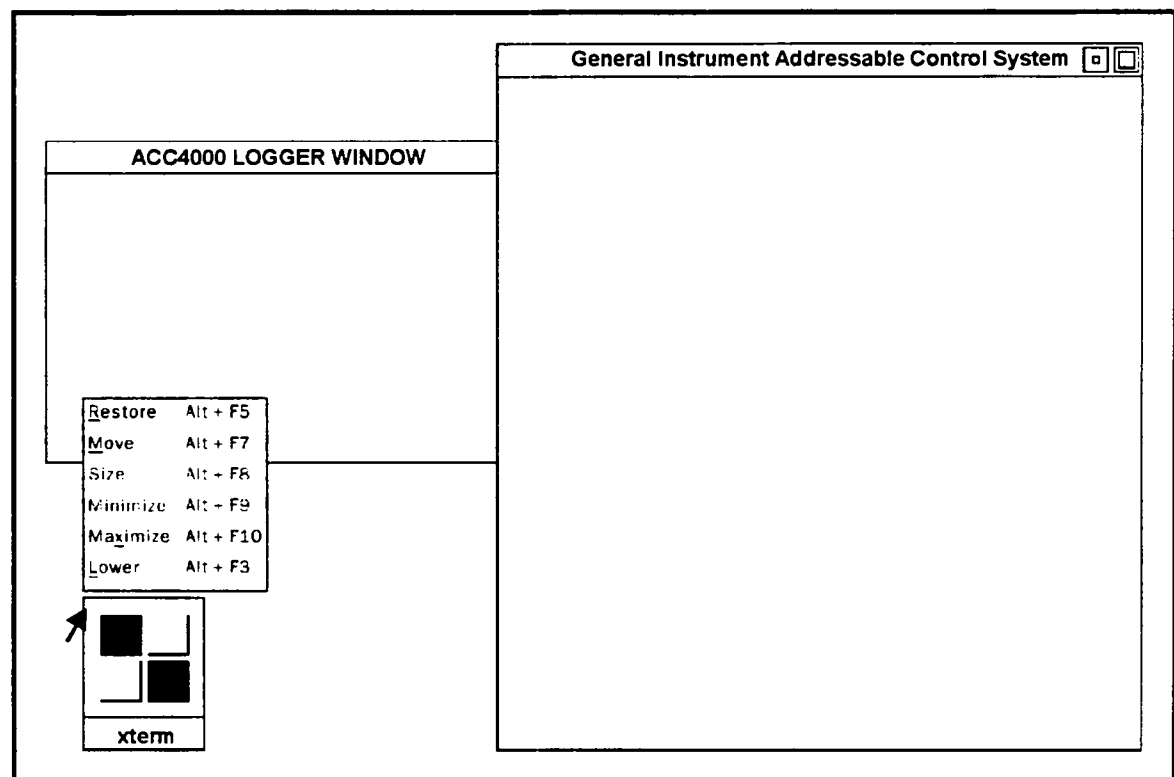 General Instrument Addressable Control System
ACC4000 LOGGER WINDOW
Restore Alt + F5
Move Alt + F7
Size Alt + F8
Minimize Alt + F9
Maximize Alt + F10
Lower Alt + F3
xterm